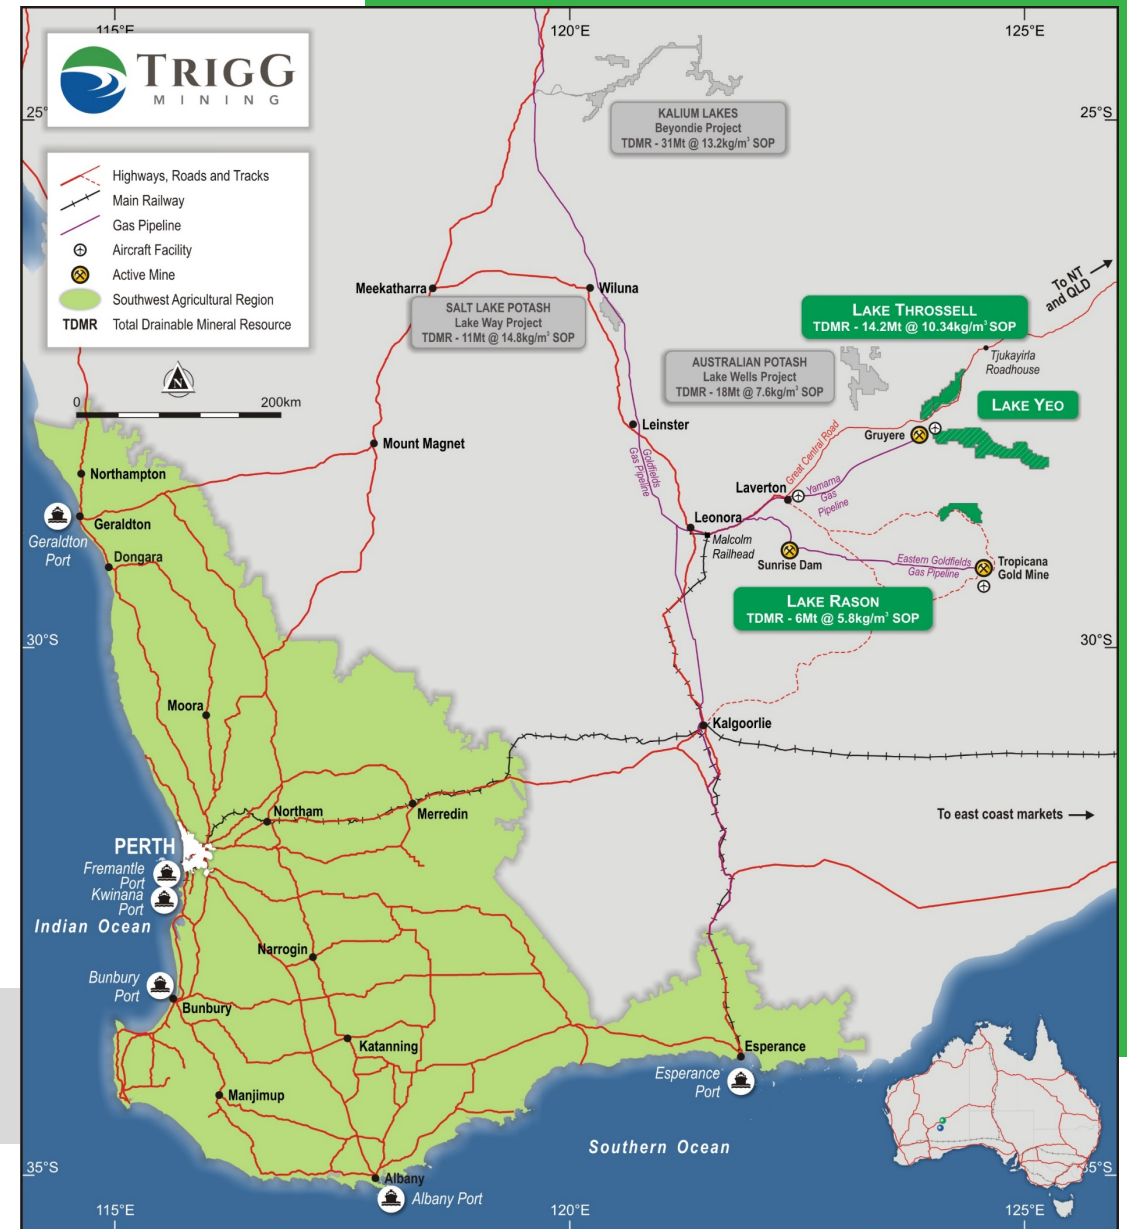 115°E
120°E
125°E
TRIGG
MINING
25°
25°S
KALIUM LAKES
Beyondie Project
TDMR - 31Mt @ 13.2kg/m³ SOP
Highways, Roads and Tracks
Main Railway
Gas Pipeline
Aircraft Facility
Active Mine
Southwest Agricultural Region
TDMR Total Drainable Mineral Resource
N
0 200km
To NT
and QLD
Meekatharra
Wiluna
SALT LAKE POTASH
Lake Way Project
TDMR - 11Mt @ 14.8kg/m³ SOP
LAKE THROSSELL
TDMR - 14.2Mt @ 10.34kg/m³ SOP
Tjukayirla
Roadhouse
AUSTRALIAN POTASH
Lake Wells Project
TDMR - 18Mt @ 7.6kg/m³ SOP
LAKE YEO
Leinster
Gruyere
Great Central Road
Mount Magnet
Goldfields
Gas Pipeline
Northampton
Laverton
Yamarna
Gas
Pipeline
Geraldton
Geraldton
Port
Leonora
Malcolm
Railhead
Dongara
Sunrise Dam
Eastern Goldfields
Gas Pipeline
Tropicana
Gold Mine
LAKE RASON
TDMR - 6Mt @ 5.8kg/m³ SOP
30°S
30°S
Moora
Kalgoorlie
Northam
Merredin
To east coast markets
PERTH
Fremantle
Port
Kwinana
Port
Indian Ocean
Narrogin
Bunbury
Port
Bunbury
Katanning
Esperance
Esperance
Port
Manjimup
Southern Ocean
35°S
35°S
Albany
Albany Port
115°E
120°E
125°E